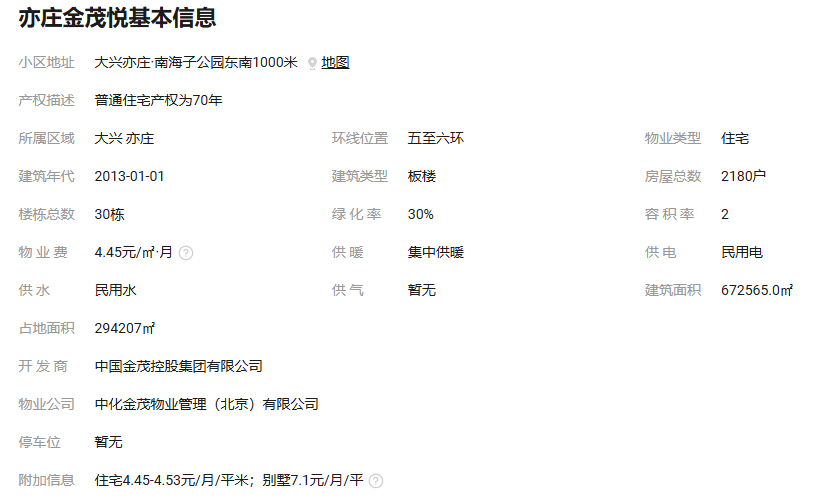 亦庄金茂悦基本信息
小区地址 大兴亦庄·南海子公园东南1000米 地图
产权描述 普通住宅产权为70年
所属区域 大兴 亦庄 环线位置 五至六环 物业类型 住宅
建筑年代 2013-01-01 建筑类型 板楼 房屋总数 2180户
楼栋总数 30栋 绿 化 率 30% 容 积 率 2
物 业 费 4.45元/㎡·月 ? 供 暖 集中供暖 供 电 民用电
供 水 民用水 供 气 暂无 建筑面积 672565.0㎡
占地面积 294207㎡
开 发 商 中国金茂控股集团有限公司
物业公司 中化金茂物业管理（北京）有限公司
停车位 暂无
附加信息 住宅4.45-4.53元/月/平米；别墅7.1元/月/平 ?